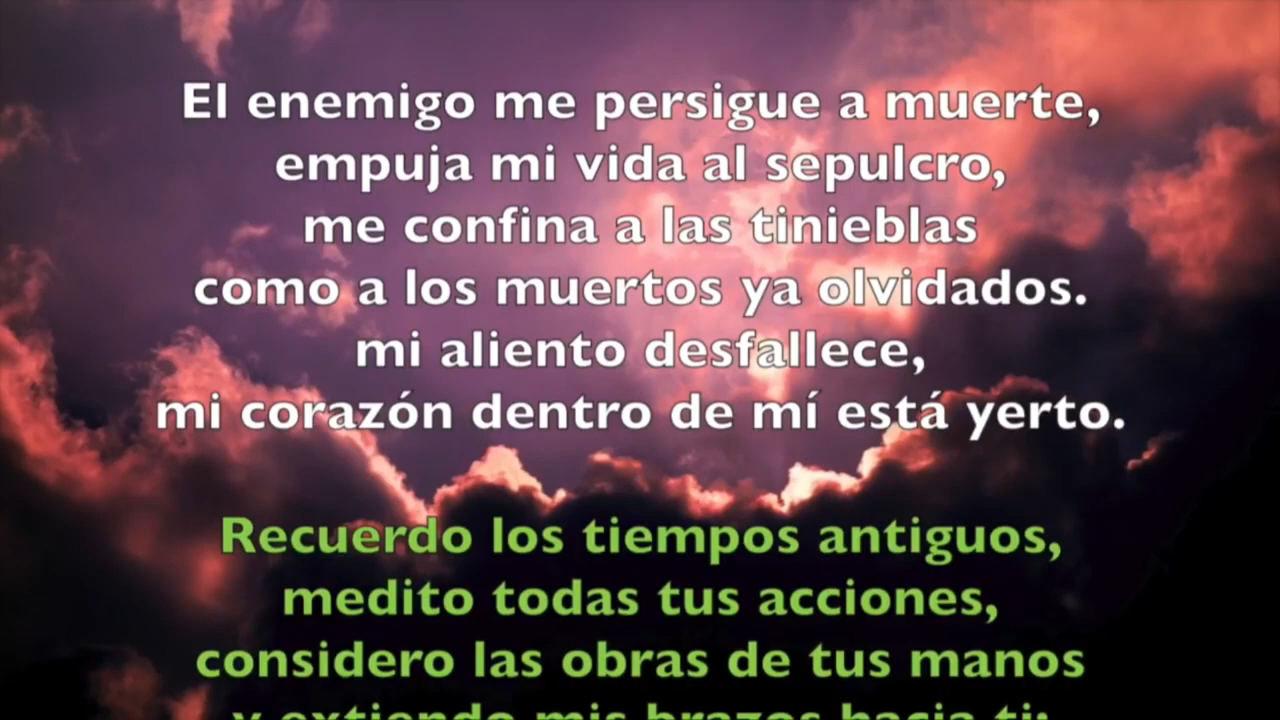 El enemigo me persigue a muerte,
empuja mi vida al sepulcro,
me confina a las tinieblas
como a los muertos ya olvidados.
mi aliento desfallece,
mi corazón dentro de mí está yerto.
Recuerdo los tiempos antiguos,
medito todas tus acciones,
considero las obras de tus manos
y extiendo mis brazos hacia ti: